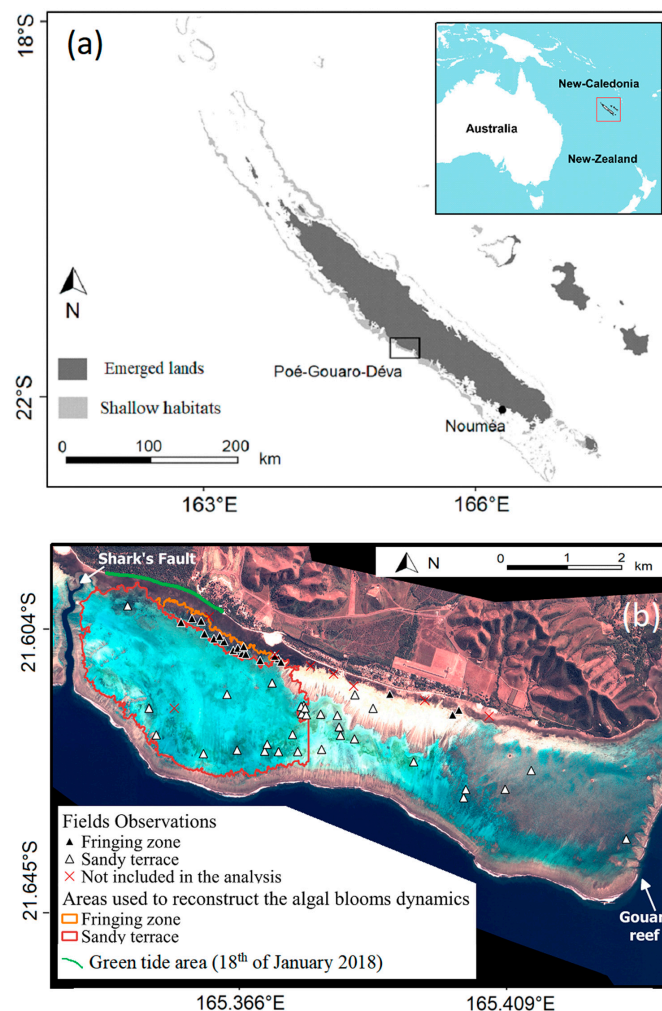 (a)
18°S
New-Caledonia
Australia
New-Zealand
N
Emerged lands
Poé-Gouaro-Déva
Shallow habitats
22°S
Nouméa
0 100 200
km
163°E 166°E
Shark's Fault
N
0 1 2
km
(b)
21.604°S
Fields Observations
Fringing zone
Sandy terrace
Not included in the analysis
Areas used to reconstruct the algal blooms dynamics
Fringing zone
Sandy terrace
Green tide area (18th of January 2018)
21.645°S
Gouar
reef
165.366°E 165.409°E